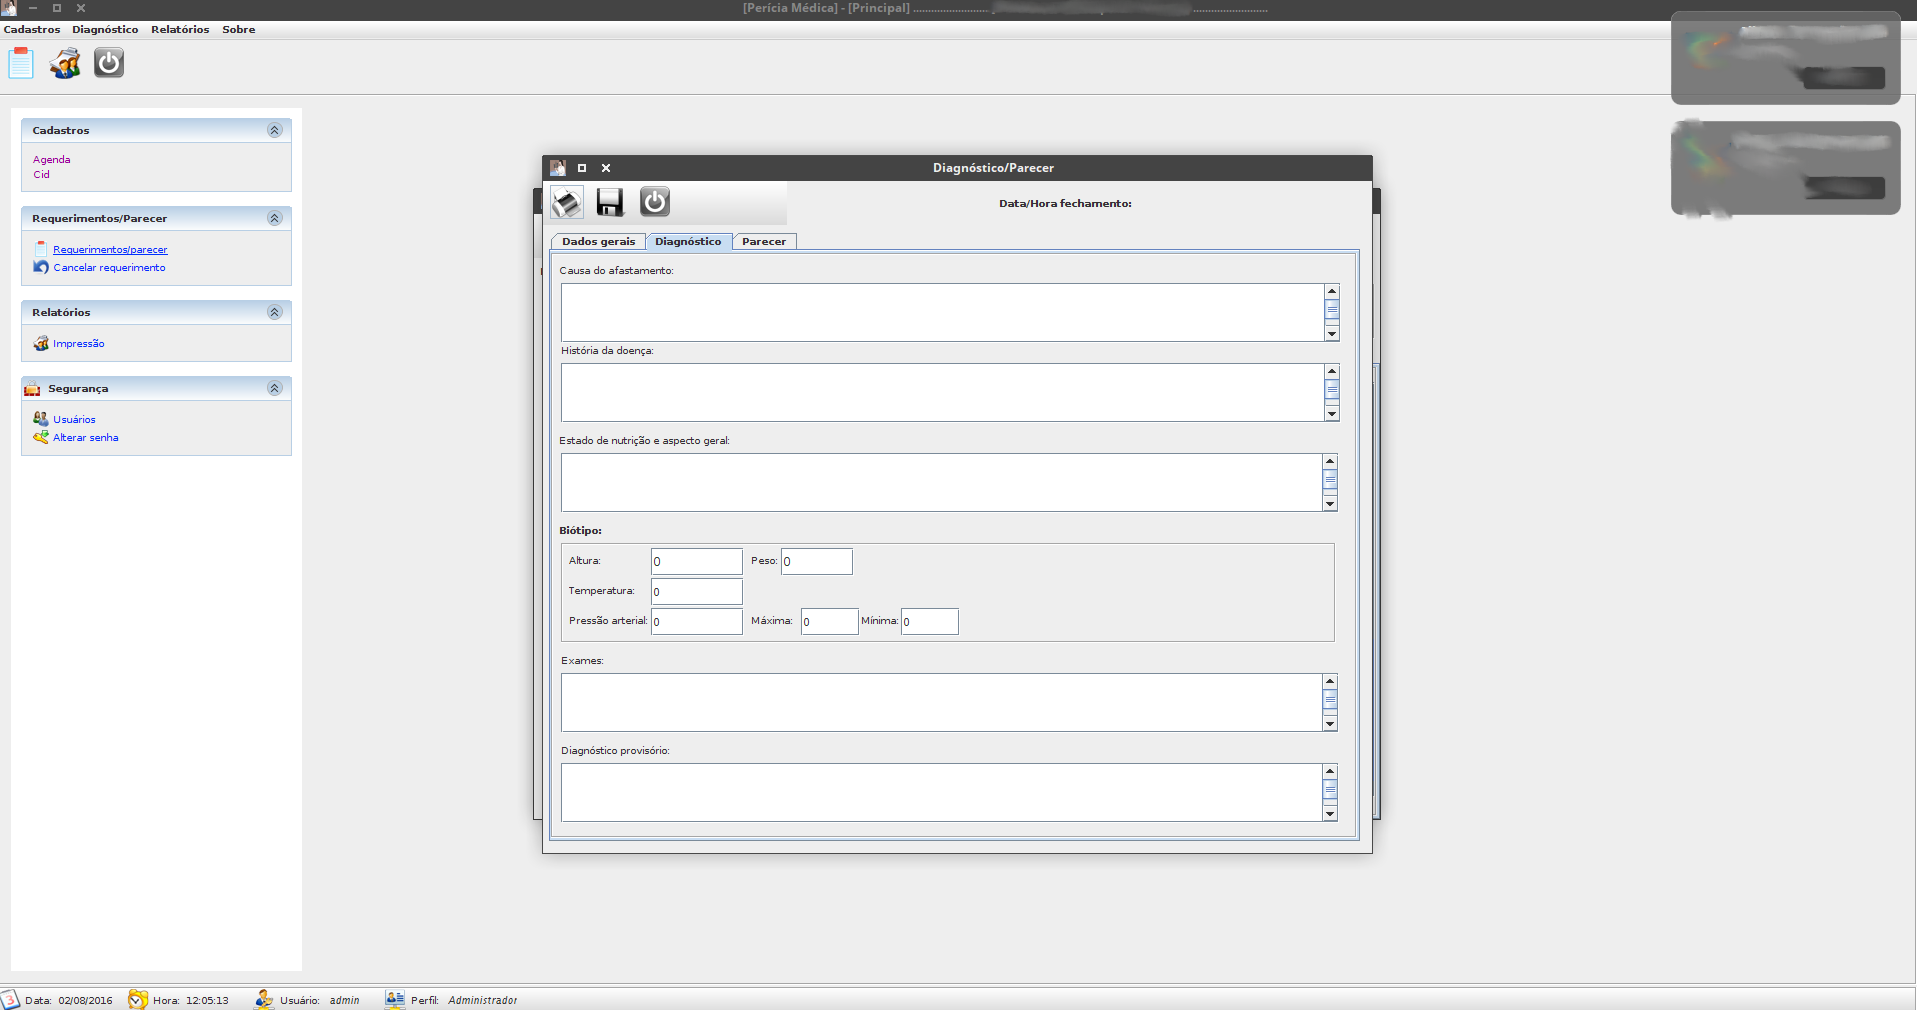 [Perícia Médica] - [Principal] ......................... .........................
Cadastros Diagnóstico Relatórios Sobre
Cadastros
Agenda
Cid
Requerimentos/Parecer
Requerimentos/parecer
Cancelar requerimento
Relatórios
Impressão
Segurança
Usuários
Alterar senha
Diagnóstico/Parecer
Data/Hora fechamento:
Dados gerais Diagnóstico Parecer
Causa do afastamento:
História da doença:
Estado de nutrição e aspecto geral:
Biótipo:
Altura: 0 Peso: 0
Temperatura: 0
Pressão arterial: 0 Máxima: 0 Mínima: 0
Exames:
Diagnóstico provisório:
3 Data: 02/08/2016 Hora: 12:05:13 Usuário: admin Perfil: Administrador